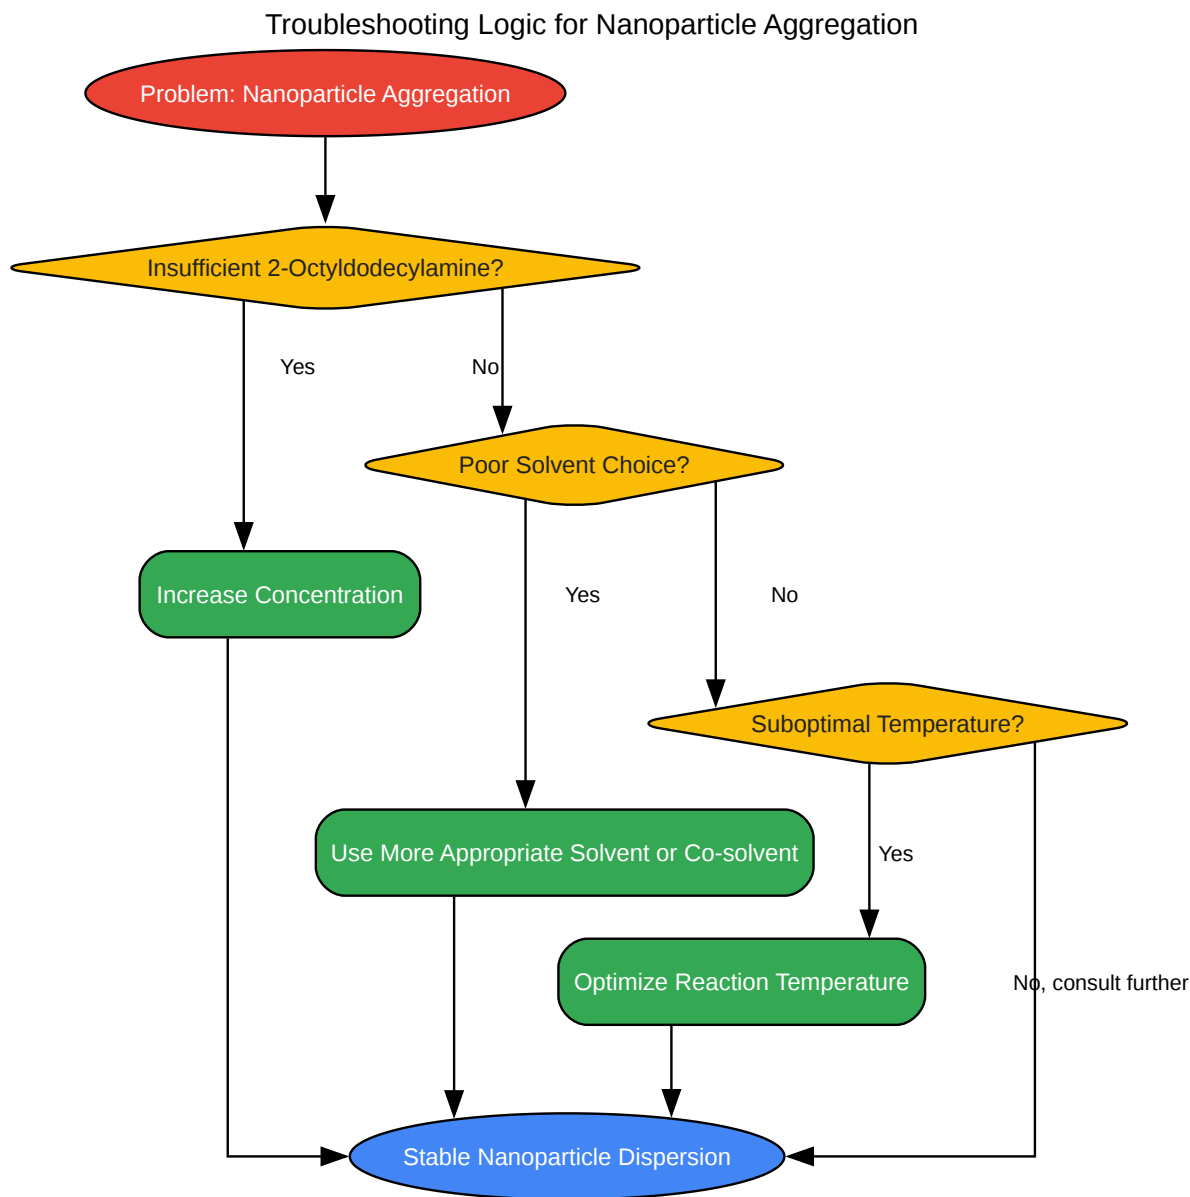 Troubleshooting Logic for Nanoparticle Aggregation
Problem: Nanoparticle Aggregation
Insufficient 2-Octyldodecylamine?
Yes
No
Poor Solvent Choice?
Increase Concentration
Yes
No
Suboptimal Temperature?
Use More Appropriate Solvent or Co-solvent
Yes
Optimize Reaction Temperature
No, consult further
Stable Nanoparticle Dispersion